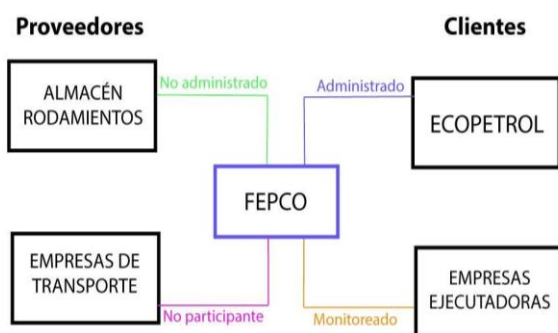 Proveedores
Clientes
ALMACÉN
RODAMIENTOS
No administrado
Administrado
ECOPETROL
FEPCO
EMPRESAS DE
TRANSPORTE
No participante
Monitoreado
EMPRESAS
EJECUTADORAS